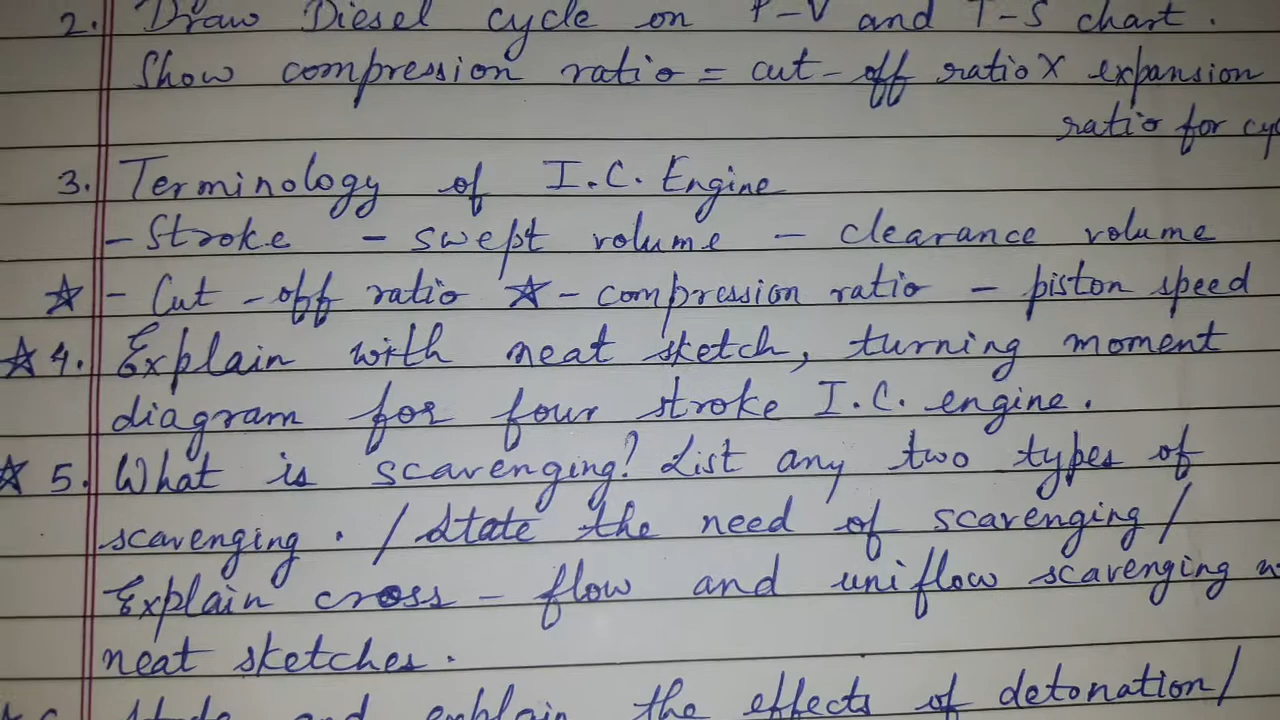 2. Draw Diesel cycle on P-V and T-S chart.
Show compression ratio = cut-off ratio X expansion
ratio for
3. Terminology of I.C. Engine
- Stroke - swept volume - clearance volume
☆ - Cut-off ratio ☆ - compression ratio - piston speed
☆ 4. Explain with neat sketch, turning moment
diagram for four stroke I.C. engine.
☆ 5. What is scavenging? List any two types of
scavenging. / State the need of scavenging /
Explain cross-flow and uniflow scavenging
neat sketches.
State and explain the effects of detonation/